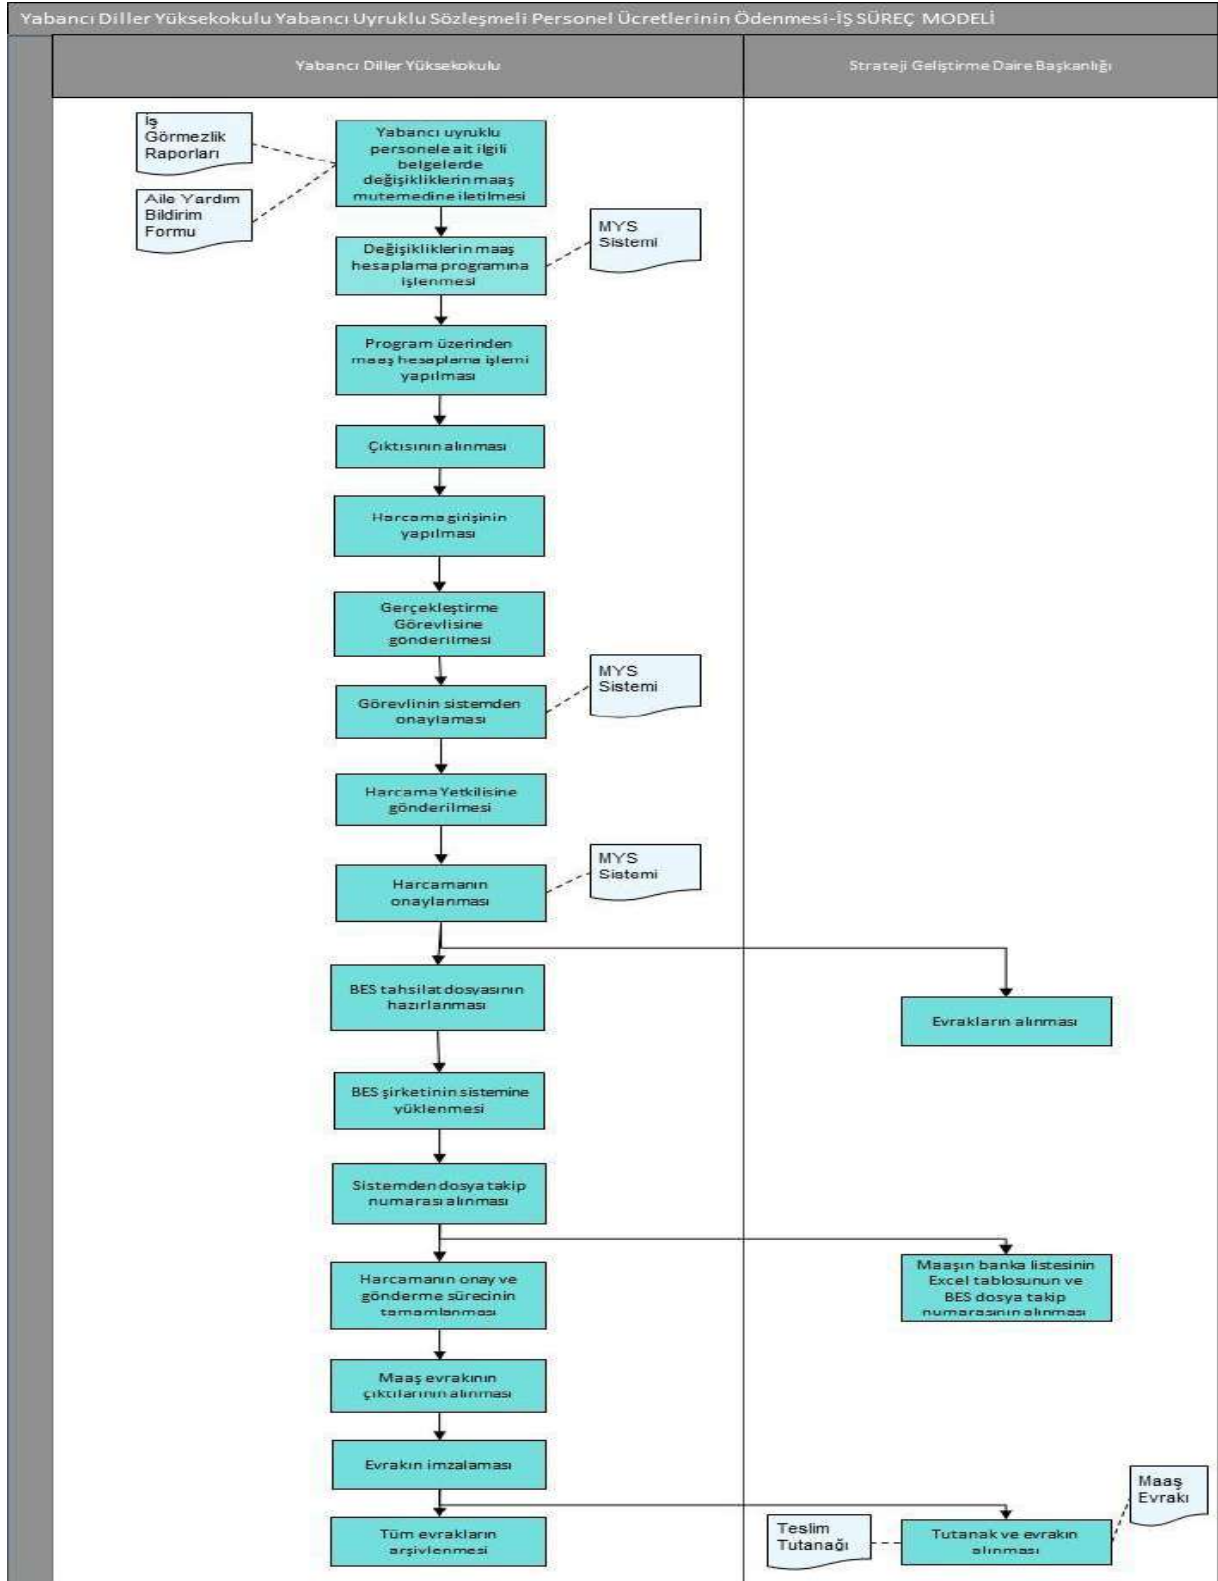 Yabancı Diller Yüksekokulu Yabancı Uyruklu Sözleşmeli Personel Ücretlerinin Ödenmesi-İŞ SÜREÇ MODELİ
Yabancı Diller Yüksekokulu
Strateji Geliştirme Daire Başkanlığı
İş
Görmezlik
Raporları
Aile Yardım
Bildirim
Formu
Yabancı uyruklu
personele ait ilgili
belgelerde
değişikliklerin maaş
mutemedine iletilmesi
MYS
Sistemi
Değişikliklerin maaş
hesaplama programına
işlenmesi
Program üzerinden
maaş hesaplama işlemi
yapılması
Çıktısının alınması
Harcama girişinin
yapılması
Gerçekleştirme
Görevlisine
gönderilmesi
MYS
Sistemi
Görevlinin sistemden
onaylaması
Harcama Yetkilisine
gönderilmesi
MYS
Sistemi
Harcamanın
onaylanması
BES tahsilat dosyasının
hazırlanması
Evrakların alınması
BES şirketinin sistemine
yüklenmesi
Sistemden dosya takip
numarası alınması
Harcamanın onay ve
gönderme sürecinin
tamamlanması
Maaşın banka listesinin
Excel tablosunun ve
BES dosya takip
numarasının alınması
Maaş evrakının
çıktılarının alınması
Evrakın imzalaması
Maaş
Evrakı
Tüm evrakların
arşivlenmesi
Teslim
Tutanağı
Tutanak ve evrakın
alınması